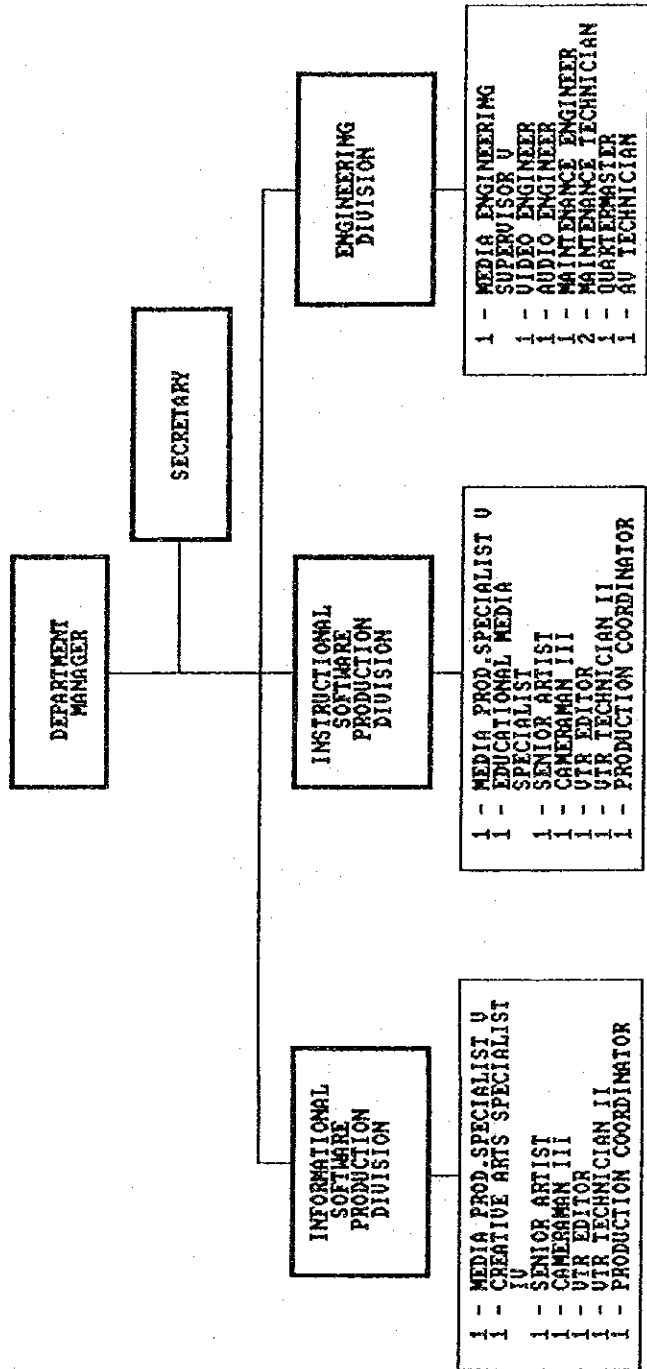 DEPARTMENT
MANAGER
SECRETARY
INFORMATIONAL
SOFTWARE
PRODUCTION
DIVISION
INSTRUCTIONAL
SOFTWARE
PRODUCTION
DIVISION
ENGINEERING
DIVISION
1 - MEDIA PROD.SPECIALIST V
1 - CREATIVE ARTS SPECIALIST
IV
1 - SENIOR ARTIST
1 - CAMERAMAN III
1 - VTR EDITOR
1 - VTR TECHNICIAN II
1 - PRODUCTION COORDINATOR
1 - MEDIA PROD.SPECIALIST V
1 - EDUCATIONAL MEDIA
SPECIALIST
1 - SENIOR ARTIST
1 - CAMERAMAN III
1 - VTR EDITOR
1 - VTR TECHNICIAN II
1 - PRODUCTION COORDINATOR
1 - MEDIA ENGINEERING
SUPERVISOR V
1 - VIDEO ENGINEER
1 - AUDIO ENGINEER
1 - MAINTENANCE ENGINEER
2 - MAINTENANCE TECHNICIAN
1 - QUARTERMASTER
1 - AV TECHNICIAN